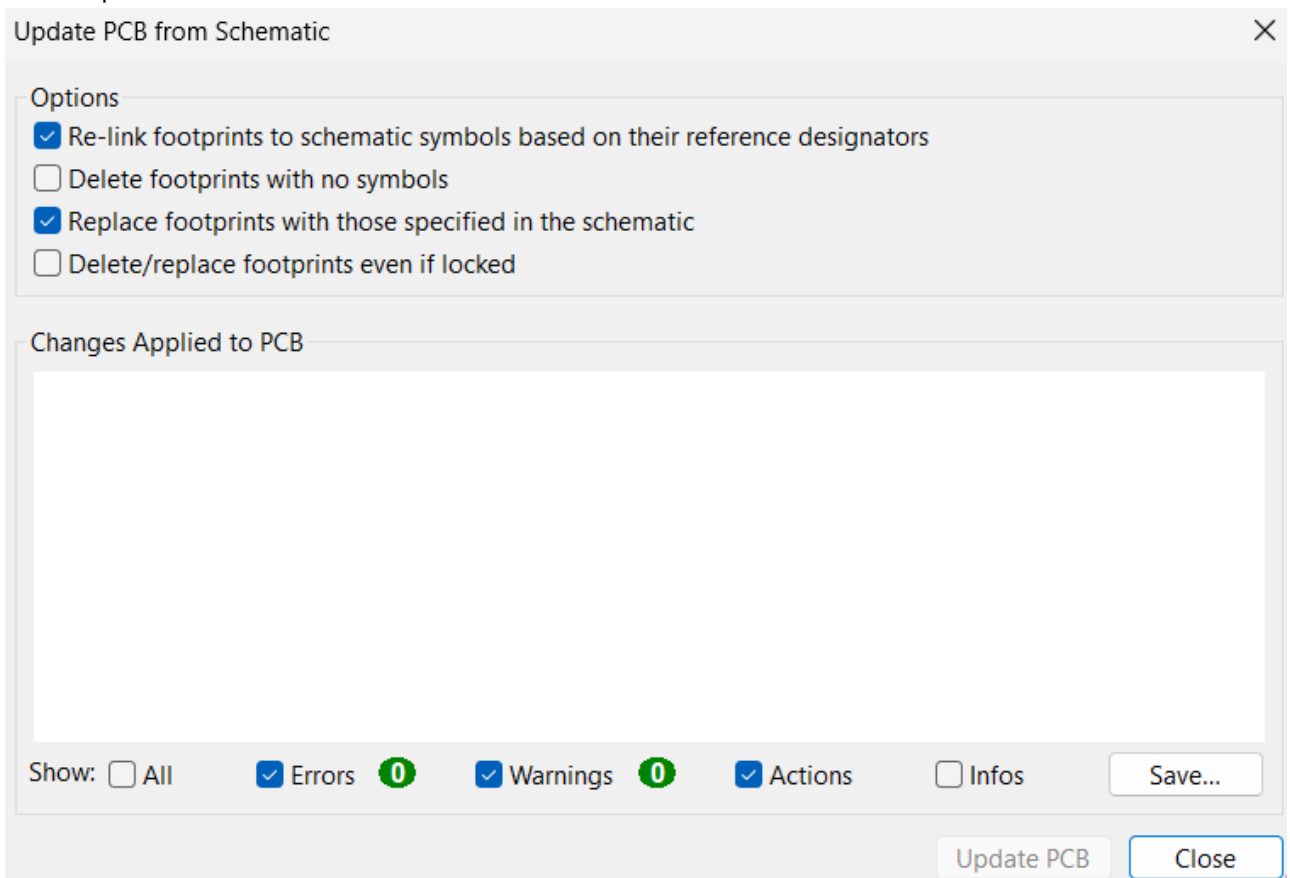 Update PCB from Schematic
Options
Re-link footprints to schematic symbols based on their reference designators
Delete footprints with no symbols
Replace footprints with those specified in the schematic
Delete/replace footprints even if locked
Changes Applied to PCB
Show: All Errors 0 Warnings 0 Actions Infos Save...
Update PCB Close